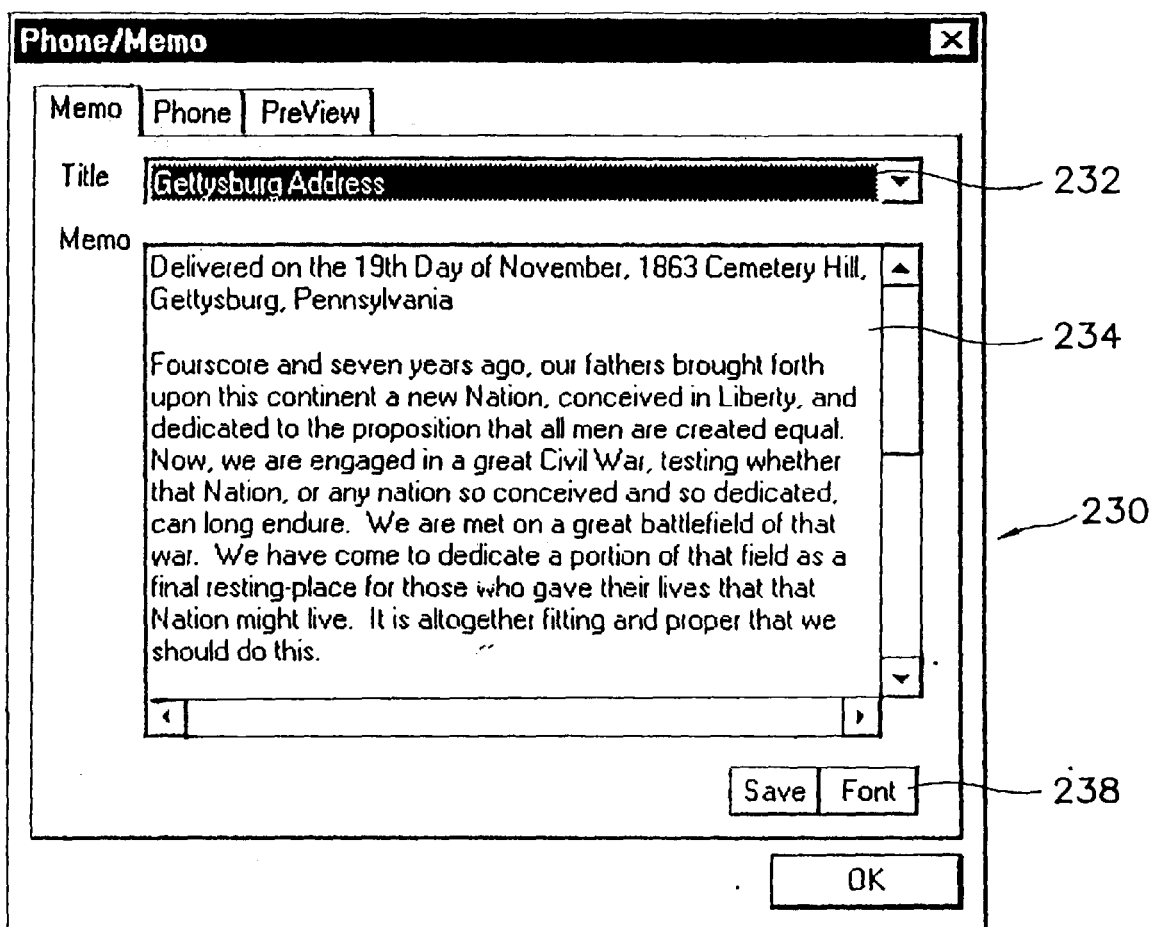 Phone/Memo
Memo Phone PreView
Title Gettysburg Address 232
Memo
Delivered on the 19th Day of November, 1863 Cemetery Hill,
Gettysburg, Pennsylvania
234
Fourscore and seven years ago, our fathers brought forth
upon this continent a new Nation, conceived in Liberty, and
dedicated to the proposition that all men are created equal.
Now, we are engaged in a great Civil War, testing whether
that Nation, or any nation so conceived and so dedicated,
can long endure.  We are met on a great battlefield of that
230
war.  We have come to dedicate a portion of that field as a
final resting-place for those who gave their lives that that
Nation might live.  It is altogether fitting and proper that we
should do this.
Save Font 238
OK